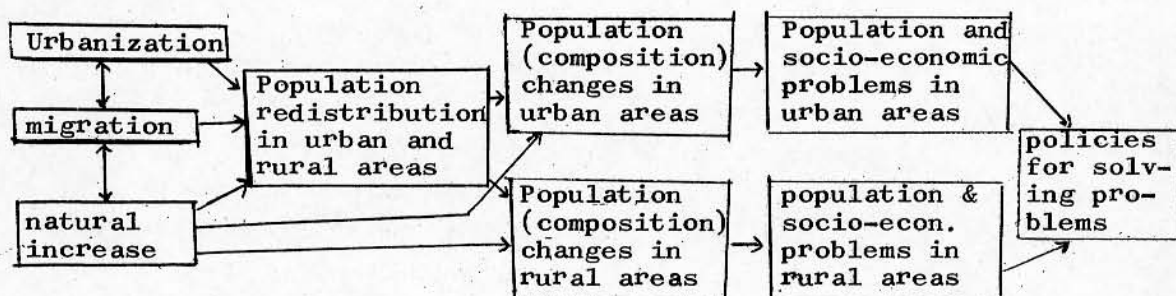 Urbanization
migration
natural
increase
Population
redistribution
in urban and
rural areas
Population
(composition)
changes in
urban areas
Population
(composition)
changes in
rural areas
Population and
socio-economic
problems in
urban areas
population &
socio-econ.
problems in
rural areas
policies
for solv-
ing pro-
blems